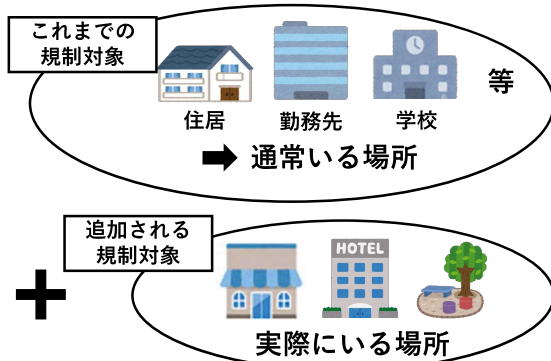 これまでの
規制対象
等
住居 勤務先 学校
➡ 通常いる場所
追加される
規制対象
+
HOTEL
実際にいる場所